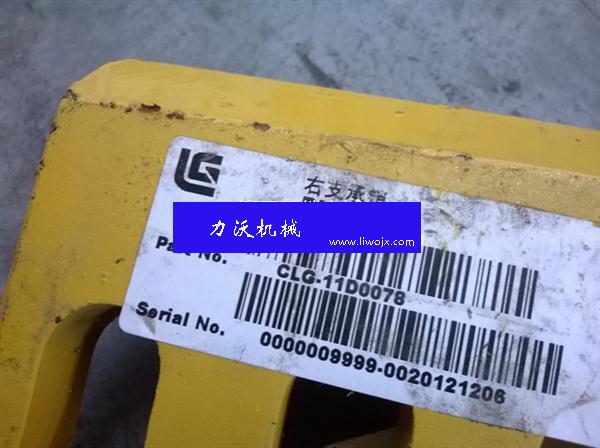 LG
右支承销
力沃机械
www.liwojx.com
Part No.
CLG-11D0078
Serial No.
0000009999-0020121206